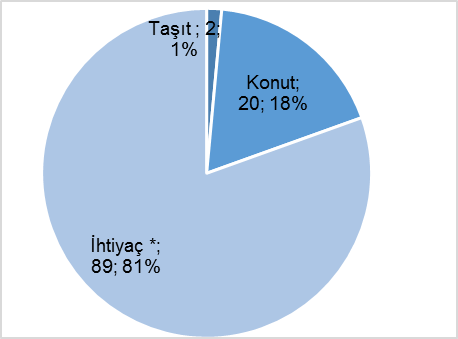 Taşıt ; 2;
1%
Konut;
20; 18%
İhtiyaç *;
89; 81%